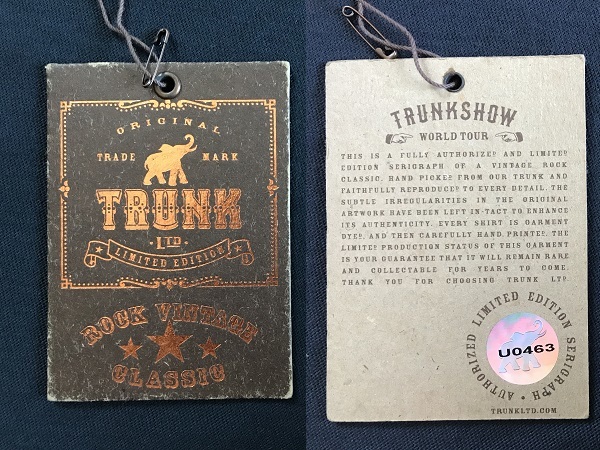 ORIGINAL
TRADE MARK
TRUNK
LTD
LIMITED EDITION
ROCK VINTAGE
CLASSIC
TRUNKSHOW
WORLD TOUR
THIS IS A FULLY AUTHORIZED AND LIMITED
EDITION SERIGRAPH OF A VINTAGE ROCK
CLASSIC. HAND PICKED FROM OUR TRUNK AND
FAITHFULLY REPRODUCED TO EVERY DETAIL. THE
SUBTLE IRREGULARITIES IN THE ORIGINAL
ARTWORK HAVE BEEN LEFT IN-TACT TO ENHANCE
ITS AUTHENTICITY. EVERY SHIRT IS GARMENT
DYED, AND THEN CAREFULLY HAND PRINTED. THE
LIMITED PRODUCTION STATUS OF THIS GARMENT
IS YOUR GUARANTEE THAT IT WILL REMAIN RARE
AND COLLECTABLE FOR YEARS TO COME.
THANK YOU FOR CHOOSING TRUNK LTD.
AUTHORIZED LIMITED EDITION SERIGRAPH •
U0463
TRUNKLTD.COM